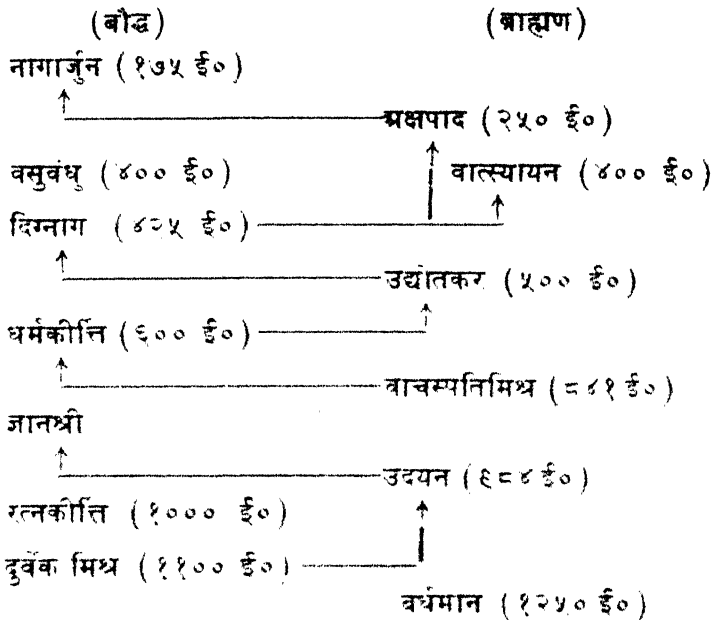 (बौद्ध) (ब्राह्मण)
नागार्जुन (१७५ ई०)
अक्षपाद (२५० ई०)
वसुवंधु (४०० ई०) वात्स्यायन (४०० ई०)
दिग्नाग (४२५ ई०)
उद्योतकर (५०० ई०)
धर्मकीर्त्ति (६०० ई०)
वाचस्पतिमिश्र (८४१ ई०)
ज्ञानश्री
उदयन (९८४ ई०)
रत्नकीर्त्ति (१००० ई०)
दुर्वेक मिश्र (११०० ई०)
वर्धमान (१२५० ई०)